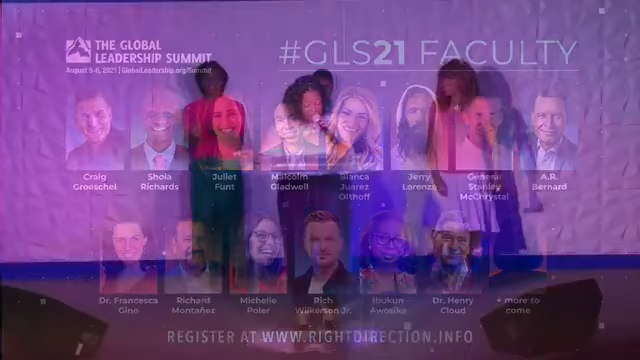 THE GLOBAL
LEADERSHIP SUMMIT
August 5-6, 2021 | GlobalLeadership.org/Summit
#GLS21 FACULTY
Craig
Groeschel
Shola
Richards
Juliet
Funt
Malcolm
Gladwell
Bianca
Juarez
Olthoff
Jerry
Lorenzo
General
Stanley
McChrystal
A.R.
Bernard
Dr. Francesca
Gino
Richard
Montañez
Michelle
Poler
Rich
Wilkerson Jr.
Ibukun
Awosika
Dr. Henry
Cloud
+ more to
come
REGISTER AT WWW.RIGHTDIRECTION.INFO